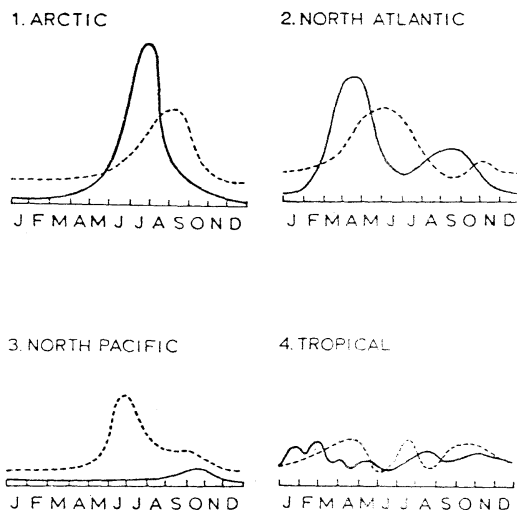 1. ARCTIC
J F M A M J J A S O N D
2. NORTH ATLANTIC
J F M A M J J A S O N D
3. NORTH PACIFIC
J F M A M J J A S O N D
4. TROPICAL
J F M A M J J A S O N D